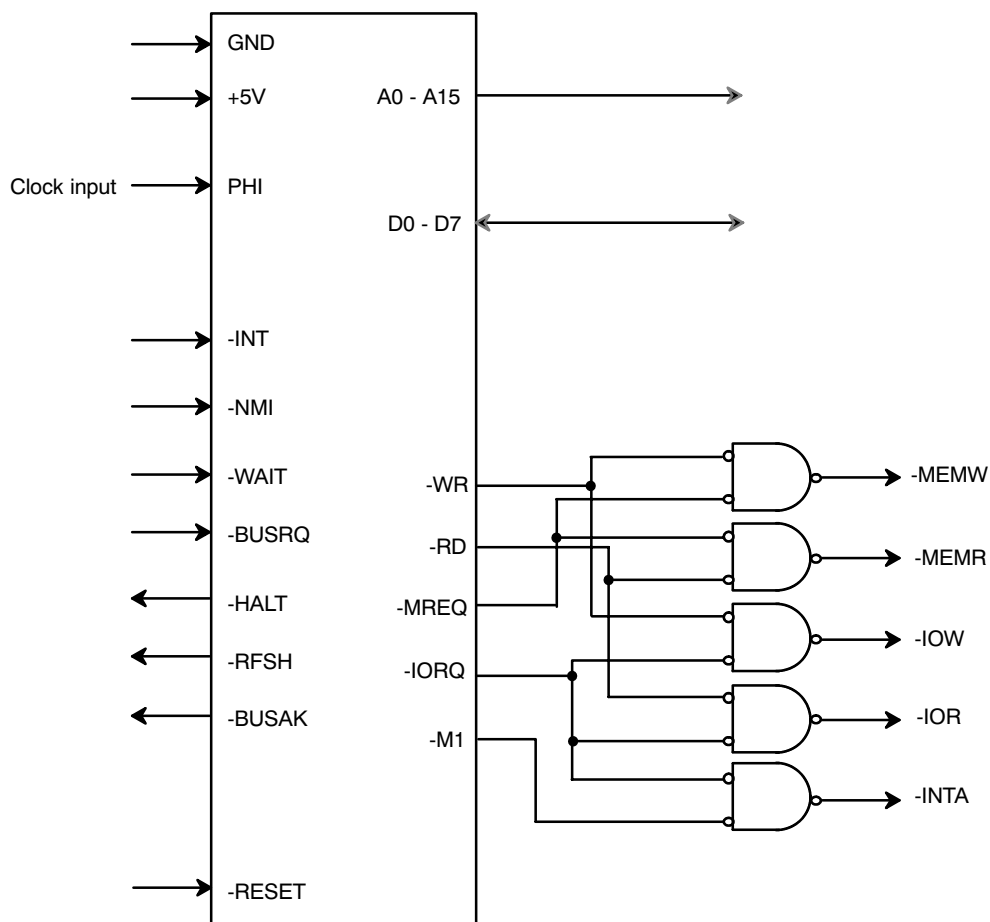 GND
+5V
A0 - A15
Clock input
PHI
D0 - D7
-INT
-NMI
-WAIT
-BUSRQ
-HALT
-RFSH
-BUSAK
-RESET
-WR
-RD
-MREQ
-IORQ
-M1
-MEMW
-MEMR
-IOW
-IOR
-INTA